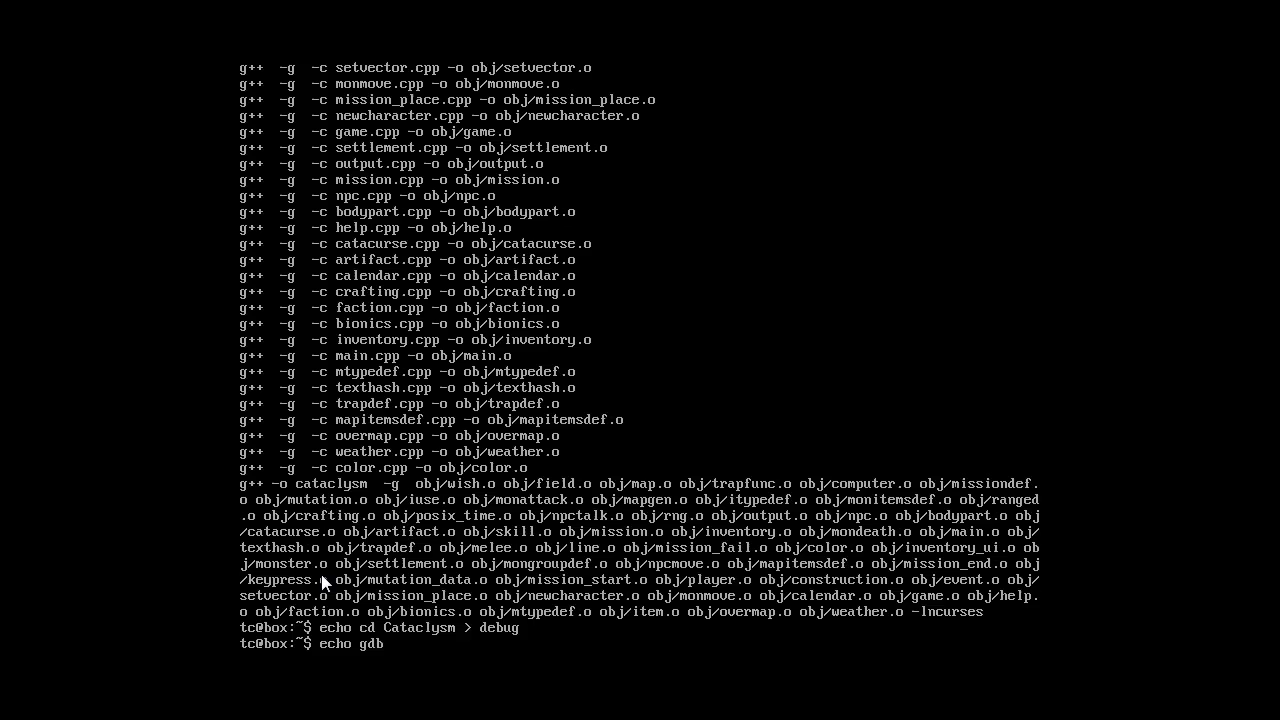 g++  -g  -c setvector.cpp -o obj/setvector.o
g++  -g  -c monmove.cpp -o obj/monmove.o
g++  -g  -c mission_place.cpp -o obj/mission_place.o
g++  -g  -c newcharacter.cpp -o obj/newcharacter.o
g++  -g  -c game.cpp -o obj/game.o
g++  -g  -c settlement.cpp -o obj/settlement.o
g++  -g  -c output.cpp -o obj/output.o
g++  -g  -c mission.cpp -o obj/mission.o
g++  -g  -c npc.cpp -o obj/npc.o
g++  -g  -c bodypart.cpp -o obj/bodypart.o
g++  -g  -c help.cpp -o obj/help.o
g++  -g  -c catacurse.cpp -o obj/catacurse.o
g++  -g  -c artifact.cpp -o obj/artifact.o
g++  -g  -c calendar.cpp -o obj/calendar.o
g++  -g  -c crafting.cpp -o obj/crafting.o
g++  -g  -c faction.cpp -o obj/faction.o
g++  -g  -c bionics.cpp -o obj/bionics.o
g++  -g  -c inventory.cpp -o obj/inventory.o
g++  -g  -c main.cpp -o obj/main.o
g++  -g  -c mtypedef.cpp -o obj/mtypedef.o
g++  -g  -c texthash.cpp -o obj/texthash.o
g++  -g  -c trapdef.cpp -o obj/trapdef.o
g++  -g  -c mapitemsdef.cpp -o obj/mapitemsdef.o
g++  -g  -c overmap.cpp -o obj/overmap.o
g++  -g  -c weather.cpp -o obj/weather.o
g++  -g  -c color.cpp -o obj/color.o
g++ -o cataclysm  -g  obj/wish.o obj/field.o obj/map.o obj/trapfunc.o obj/computer.o obj/missiondef.
o obj/mutation.o obj/iuse.o obj/monattack.o obj/mapgen.o obj/itypedef.o obj/monitemsdef.o obj/ranged
.o obj/crafting.o obj/posix_time.o obj/npctalk.o obj/rng.o obj/output.o obj/npc.o obj/bodypart.o obj
/catacurse.o obj/artifact.o obj/skill.o obj/mission.o obj/inventory.o obj/mondeath.o obj/main.o obj/
texthash.o obj/trapdef.o obj/melee.o obj/line.o obj/mission_fail.o obj/color.o obj/inventory_ui.o ob
j/monster.o obj/settlement.o obj/mongroupdef.o obj/npcmove.o obj/mapitemsdef.o obj/mission_end.o obj
/keypress.o obj/mutation_data.o obj/mission_start.o obj/player.o obj/construction.o obj/event.o obj/
setvector.o obj/mission_place.o obj/newcharacter.o obj/monmove.o obj/calendar.o obj/game.o obj/help.
o obj/faction.o obj/bionics.o obj/mtypedef.o obj/item.o obj/overmap.o obj/weather.o -lncurses
tc@box:~$ echo cd Cataclysm > debug
tc@box:~$ echo gdb